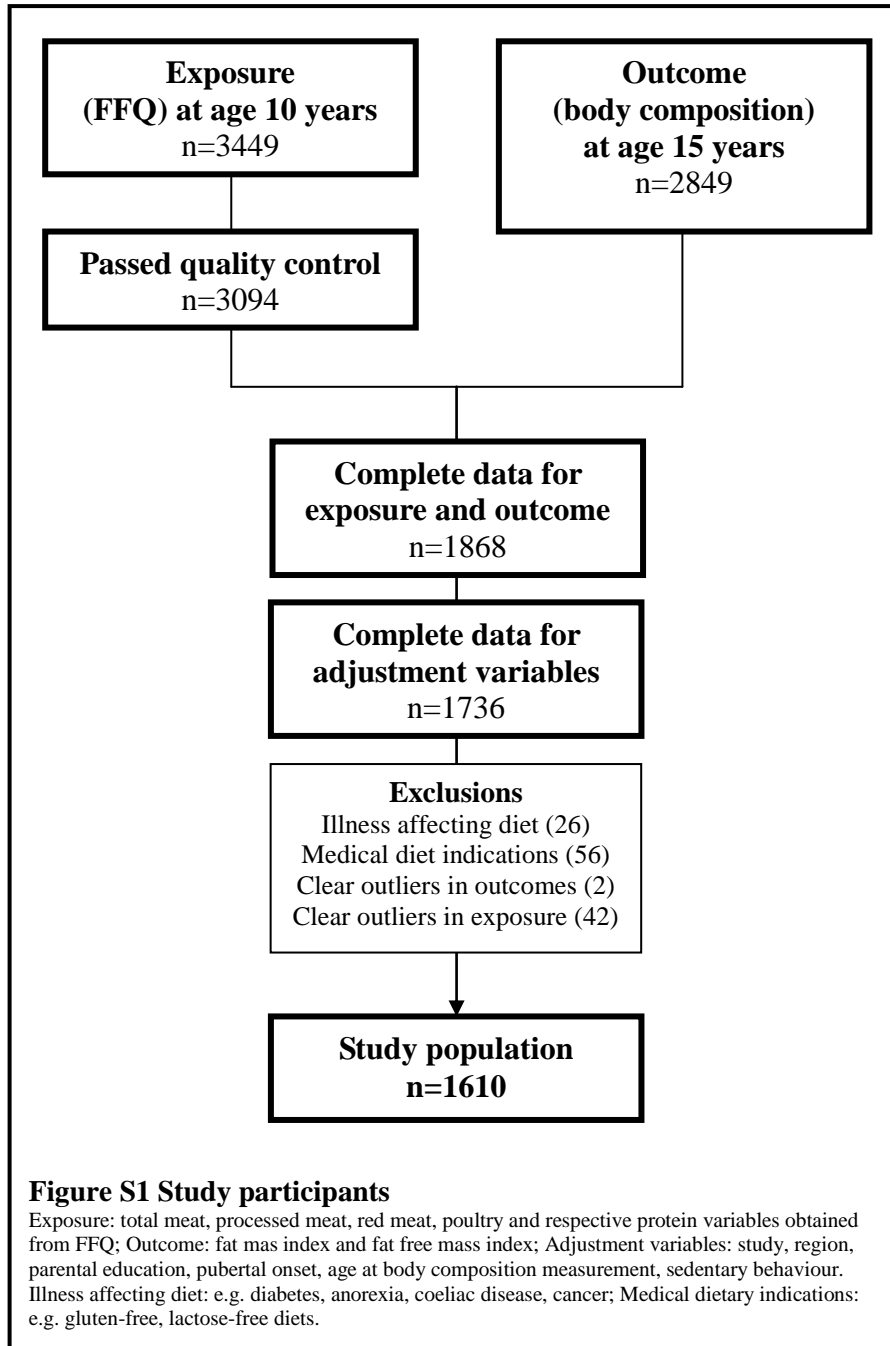 Exposure
(FFQ) at age 10 years
n=3449
Outcome
(body composition)
at age 15 years
n=2849
Passed quality control
n=3094
Complete data for
exposure and outcome
n=1868
Complete data for
adjustment variables
n=1736
Exclusions
Illness affecting diet (26)
Medical diet indications (56)
Clear outliers in outcomes (2)
Clear outliers in exposure (42)
Study population
n=1610
Figure S1 Study participants
Exposure: total meat, processed meat, red meat, poultry and respective protein variables obtained
from FFQ; Outcome: fat mas index and fat free mass index; Adjustment variables: study, region,
parental education, pubertal onset, age at body composition measurement, sedentary behaviour.
Illness affecting diet: e.g. diabetes, anorexia, coeliac disease, cancer; Medical dietary indications:
e.g. gluten-free, lactose-free diets.